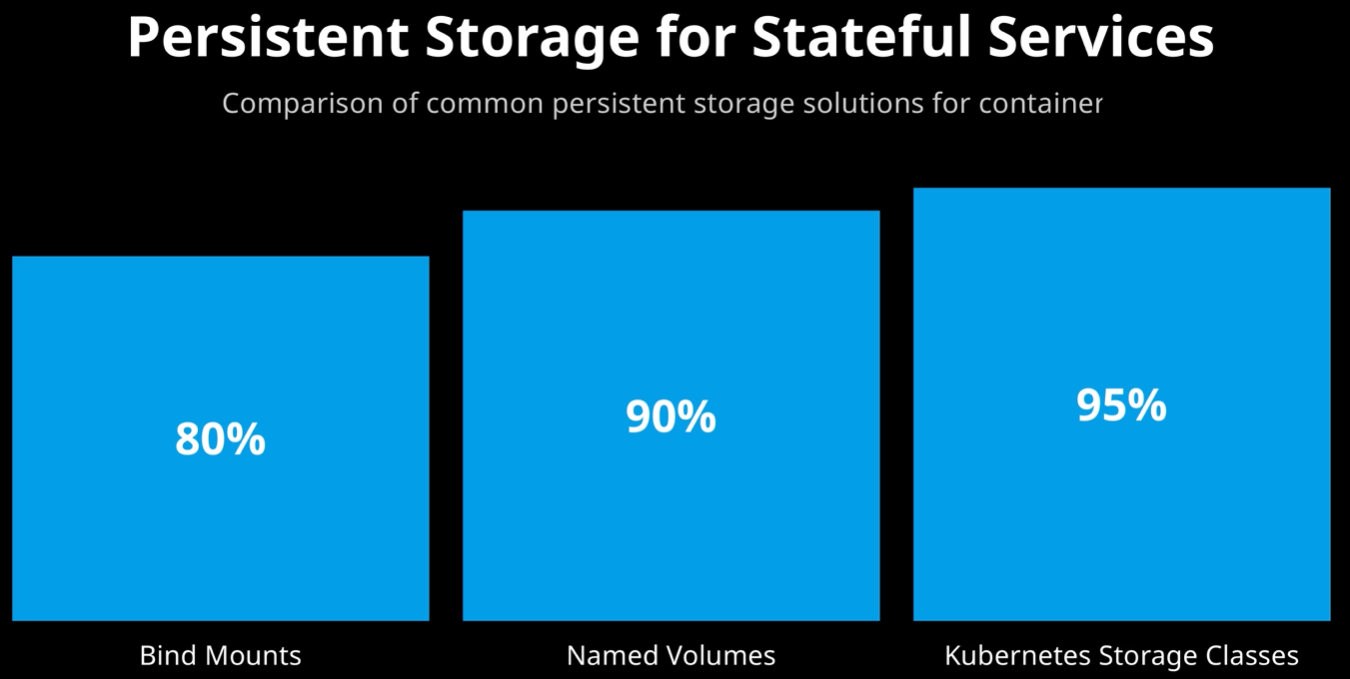 Persistent Storage for Stateful Services
Comparison of common persistent storage solutions for container
80%
90%
95%
Bind Mounts
Named Volumes
Kubernetes Storage Classes